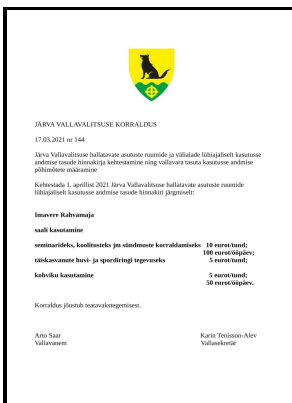 JÄRVA VALLAVALITSUSE KORRALDUS
17.03.2021 nr 144
Järva Vallavalitsuse hallatavate asutuste ruumide ja välialade lühiajaliselt kasutusse
andmise tasude hinnakirja kehtestamine ning vallavara tasuta kasutusse andmise
põhimõtete määramine
Kehtestada 1. aprillist 2021 Järva Vallavalitsuse hallatavate asutuste ruumide
lühiajaliselt kasutusse andmise tasude hinnakiri järgmiselt:
Imavere Rahvamaja
saali kasutamine
seminarideks, koolitusteks jm sündmuste korraldamiseks 10 eurot/tund;
100 eurot/ööpäev;
täiskasvanute huvi- ja spordiringi tegevuseks 5 eurot/tund;
kohviku kasutamine 5 eurot/tund;
50 eurot/ööpäev.
Korraldus jõustub teatavakstegemisest.
Arto Saar Karin Tenisson-Alev
Vallavanem Vallasekretär